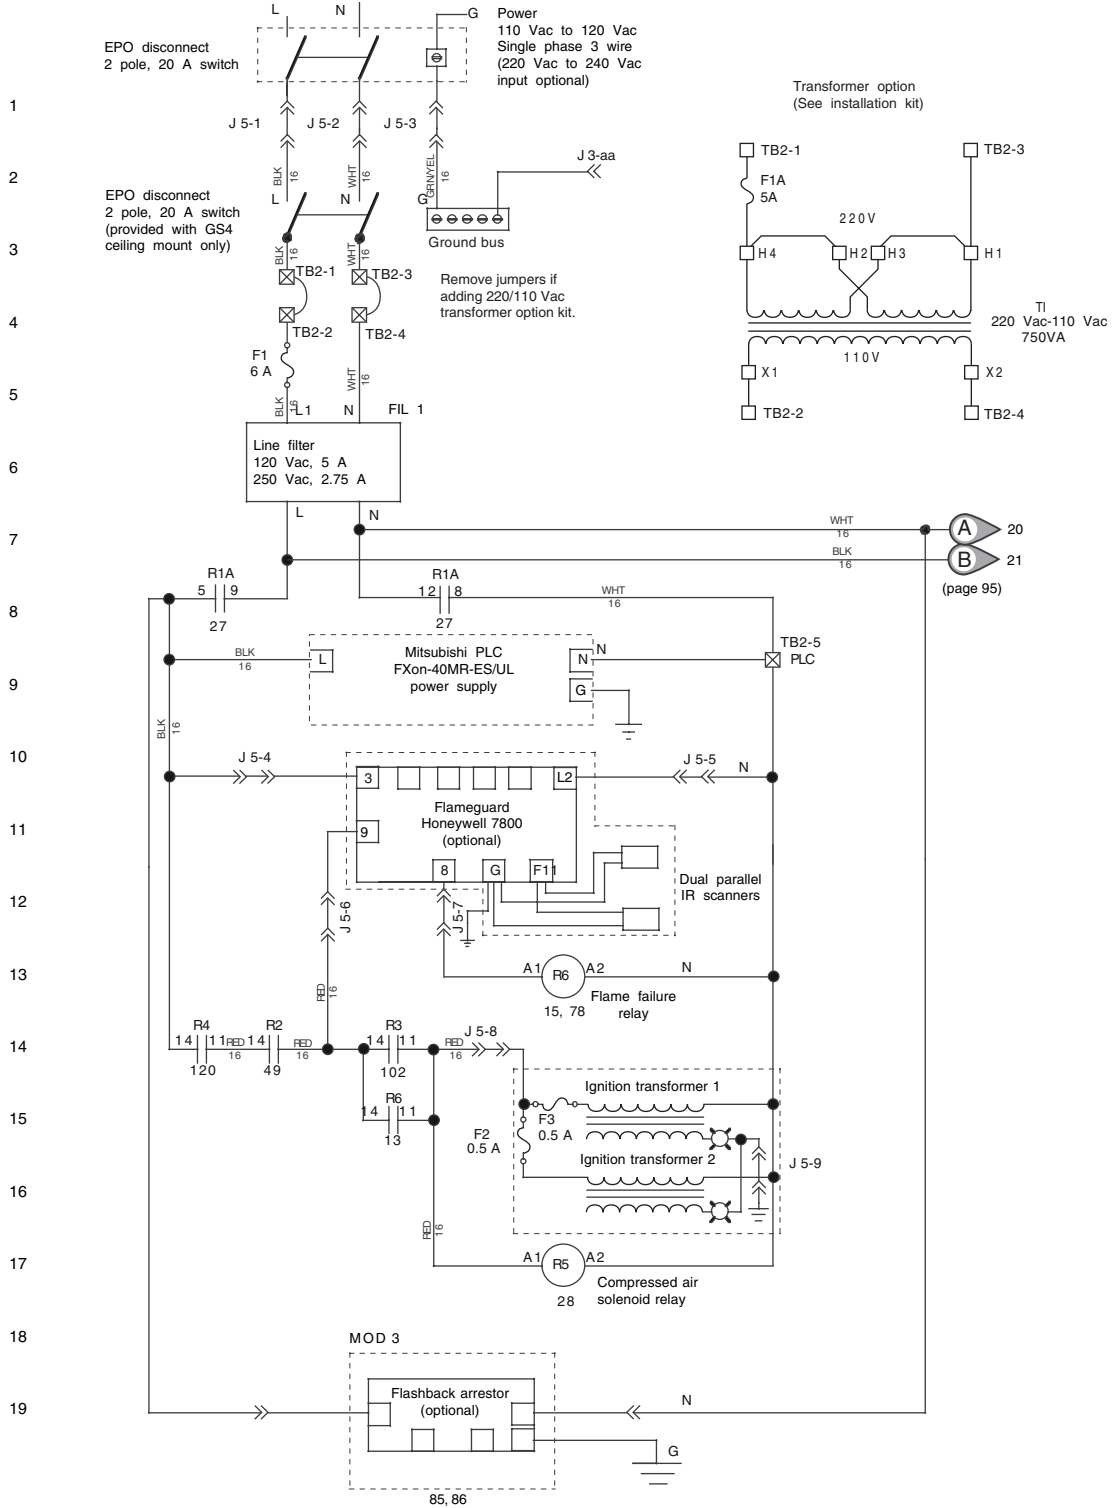 L
N
G
Power
110 Vac to 120 Vac
Single phase 3 wire
(220 Vac to 240 Vac
input optional)
EPO disconnect
2 pole, 20 A switch
Transformer option
(See installation kit)
1
J 5-1
J 5-2
J 5-3
J 3-aa
TB2-1
TB2-3
2
BLK
16
WHT
16
GRN/YEL
16
F1A
5A
EPO disconnect
2 pole, 20 A switch
(provided with GS4
ceiling mount only)
L
N
G
Ground bus
220V
3
BLK
16
WHT
16
H4
H2
H3
H1
TB2-1
TB2-3
Remove jumpers if
adding 220/110 Vac
transformer option kit.
4
TB2-2
TB2-4
TI
220 Vac-110 Vac
750VA
110V
F1
6 A
X1
X2
5
BLK
16
WHT
16
L1
N
FIL 1
TB2-2
TB2-4
6
Line filter
120 Vac, 5 A
250 Vac, 2.75 A
L
N
7
WHT
16
A
20
BLK
16
B
21
(page 95)
8
R1A
5
9
27
R1A
12
8
27
WHT
16
TB2-5
PLC
9
BLK
16
L
Mitsubishi PLC
FXon-40MR-ES/UL
power supply
N
N
G
BLK
16
10
J 5-4
3
L2
J 5-5
N
11
Flameguard
Honeywell 7800
(optional)
9
8
G
F11
12
Dual parallel
IR scanners
J 5-6
J 5-7
13
A1
R6
A2
N
15, 78
Flame failure
relay
RED
16
14
R4
14
11
120
RED
16
R2
14
49
RED
16
R3
14
11
102
RED
16
J 5-8
15
R6
14
11
13
Ignition transformer 1
F3
0.5 A
F2
0.5 A
Ignition transformer 2
J 5-9
16
RED
16
17
A1
R5
A2
28
Compressed air
solenoid relay
18
MOD 3
19
Flashback arrestor
(optional)
N
G
85, 86